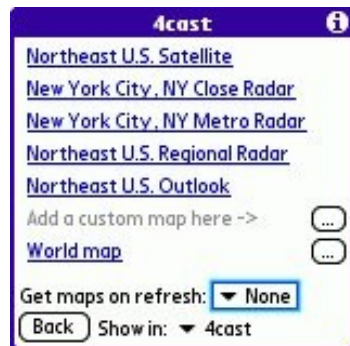 4cast
Northeast U.S. Satellite
New York City, NY Close Radar
New York City, NY Metro Radar
Northeast U.S. Regional Radar
Northeast U.S. Outlook
Add a custom map here -> ...
World map ...
Get maps on refresh: None
Back Show in: 4cast